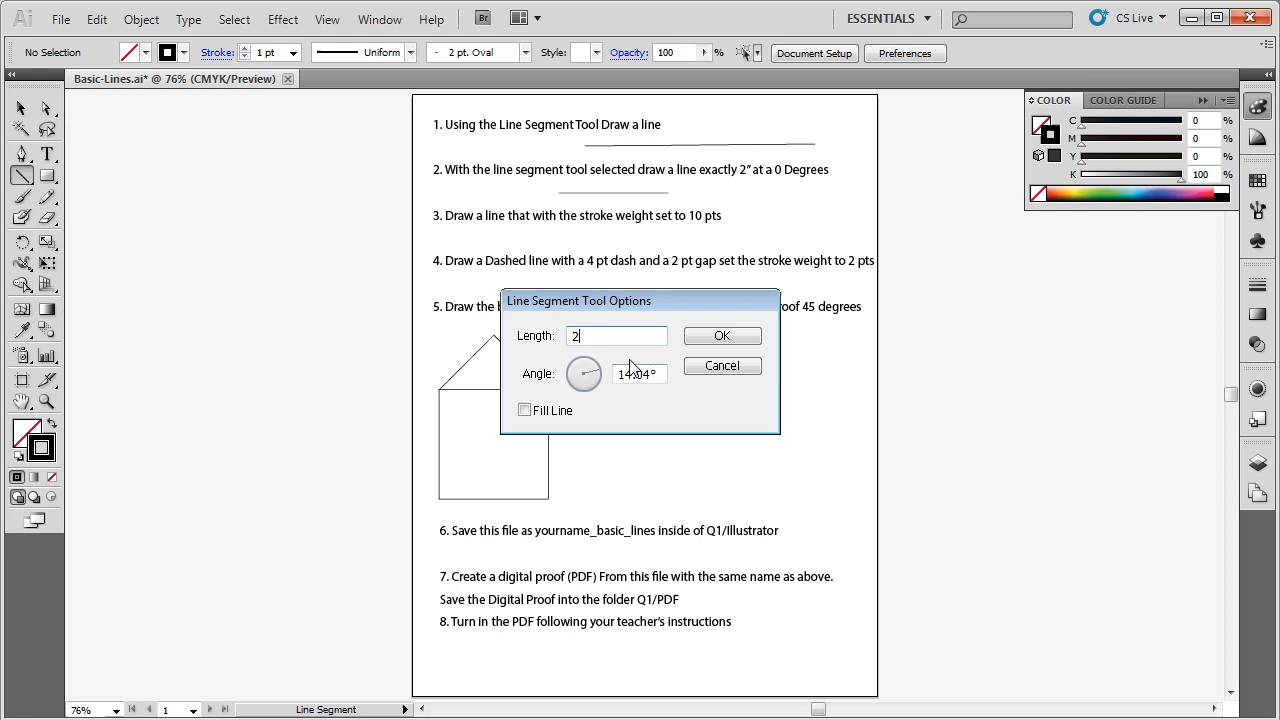 Ai File Edit Object Type Select Effect View Window Help Br ESSENTIALS CS Live
No Selection Stroke: 1 pt Uniform 2 pt. Oval Style: Opacity: 100 % Document Setup Preferences
Basic-Lines.ai* @ 76% (CMYK/Preview)
COLOR COLOR GUIDE
C 0 %
M 0 %
Y 0 %
K 100 %
1. Using the Line Segment Tool Draw a line
2. With the line segment tool selected draw a line exactly 2” at a 0 Degrees
3. Draw a line that with the stroke weight set to 10 pts
4. Draw a Dashed line with a 4 pt dash and a 2 pt gap set the stroke weight to 2 pts
5. Draw the roof 45 degrees
Line Segment Tool Options
Length: 2 OK
Angle: 14.04° Cancel
Fill Line
6. Save this file as yourname_basic_lines inside of Q1/Illustrator
7. Create a digital proof (PDF) From this file with the same name as above.
Save the Digital Proof into the folder Q1/PDF
8. Turn in the PDF following your teacher’s instructions
76% 1 Line Segment